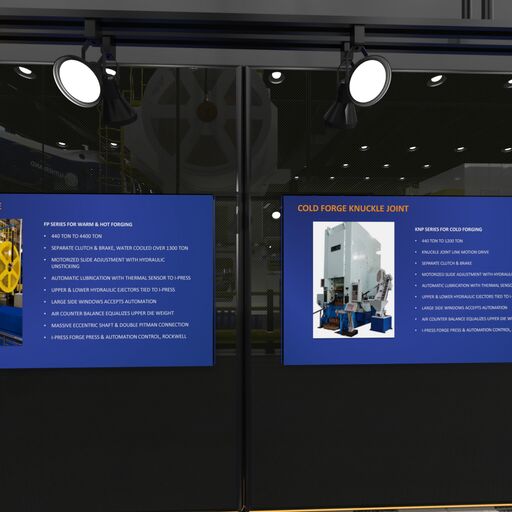 E
FP SERIES FOR WARM & HOT FORGING
• 440 TON TO 4400 TON
• SEPARATE CLUTCH & BRAKE, WATER COOLED OVER 1300 TON
• MOTORIZED SLIDE ADJUSTMENT WITH HYDRAULIC
UNSTICKING
• AUTOMATIC LUBRICATION WITH THERMAL SENSOR TO I-PRESS
• UPPER & LOWER HYDRAULIC EJECTORS TIED TO I-PRESS
• LARGE SIDE WINDOWS ACCEPTS AUTOMATION
• AIR COUNTER BALANCE EQUALIZES UPPER DIE WEIGHT
• MASSIVE ECCENTRIC SHAFT & DOUBLE PITMAN CONNECTION
• I-PRESS FORGE PRESS & AUTOMATION CONTROL, ROCKWELL
COLD FORGE KNUCKLE JOINT
KNP SERIES FOR COLD FORGING
• 440 TON TO 1200 TON
• KNUCKLE JOINT LINK MOTION DRIVE
• SEPARATE CLUTCH & BRAKE
• MOTORIZED SLIDE ADJUSTMENT WITH HYDRAUL
• AUTOMATIC LUBRICATION WITH THERMAL SENSOR
• UPPER & LOWER HYDRAULIC EJECTORS TIED TO I-P
• LARGE SIDE WINDOWS ACCEPTS AUTOMATION
• AIR COUNTER BALANCE EQUALIZES UPPER DIE W
• I-PRESS FORGE PRESS & AUTOMATION CONTROL,